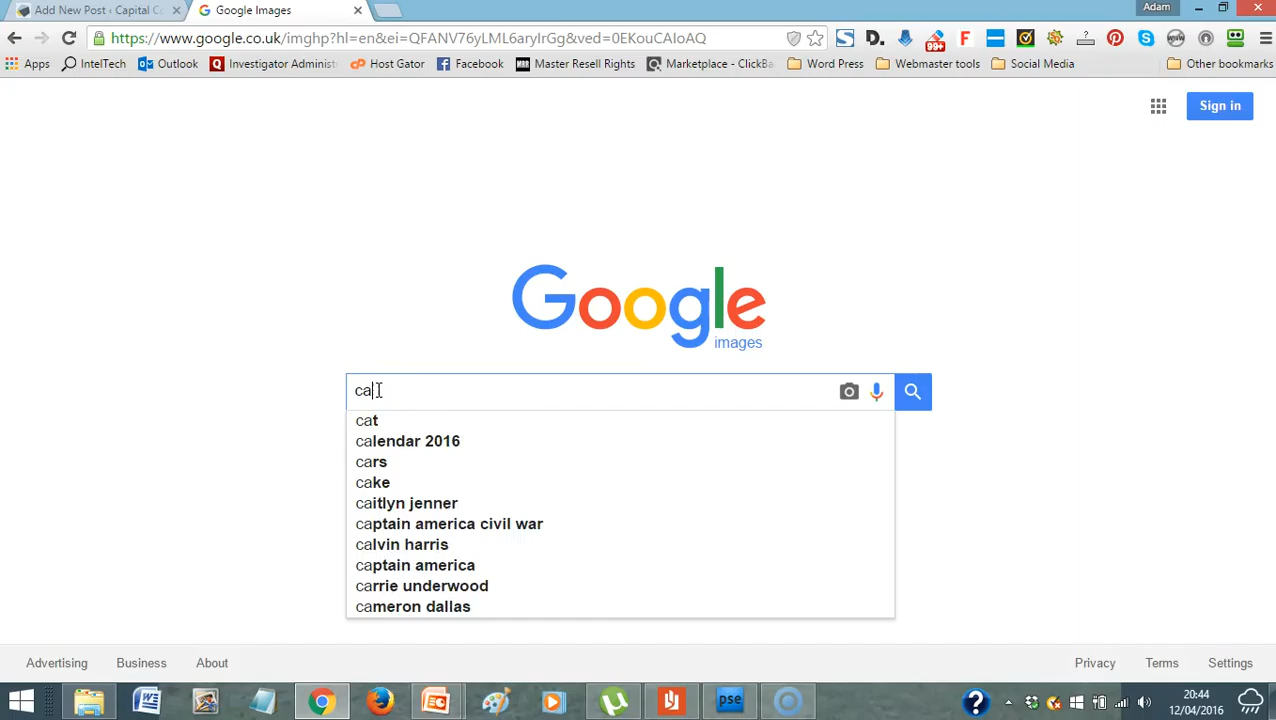 Add New Post ‹ Capital Co
Google Images
Adam
https://www.google.co.uk/imghp?hl=en&ei=QFANV76yLML6aryIrGg&ved=0EKouCAIoAQ
99+
Apps
IntelTech
Outlook
Investigator Administ
Host Gator
Facebook
Master Resell Rights
Marketplace - ClickBa
Word Press
Webmaster tools
Social Media
Other bookmarks
Sign in
Google
images
ca
cat
calendar 2016
cars
cake
caitlyn jenner
captain america civil war
calvin harris
captain america
carrie underwood
cameron dallas
Advertising
Business
About
Privacy
Terms
Settings
pse
20:44
12/04/2016